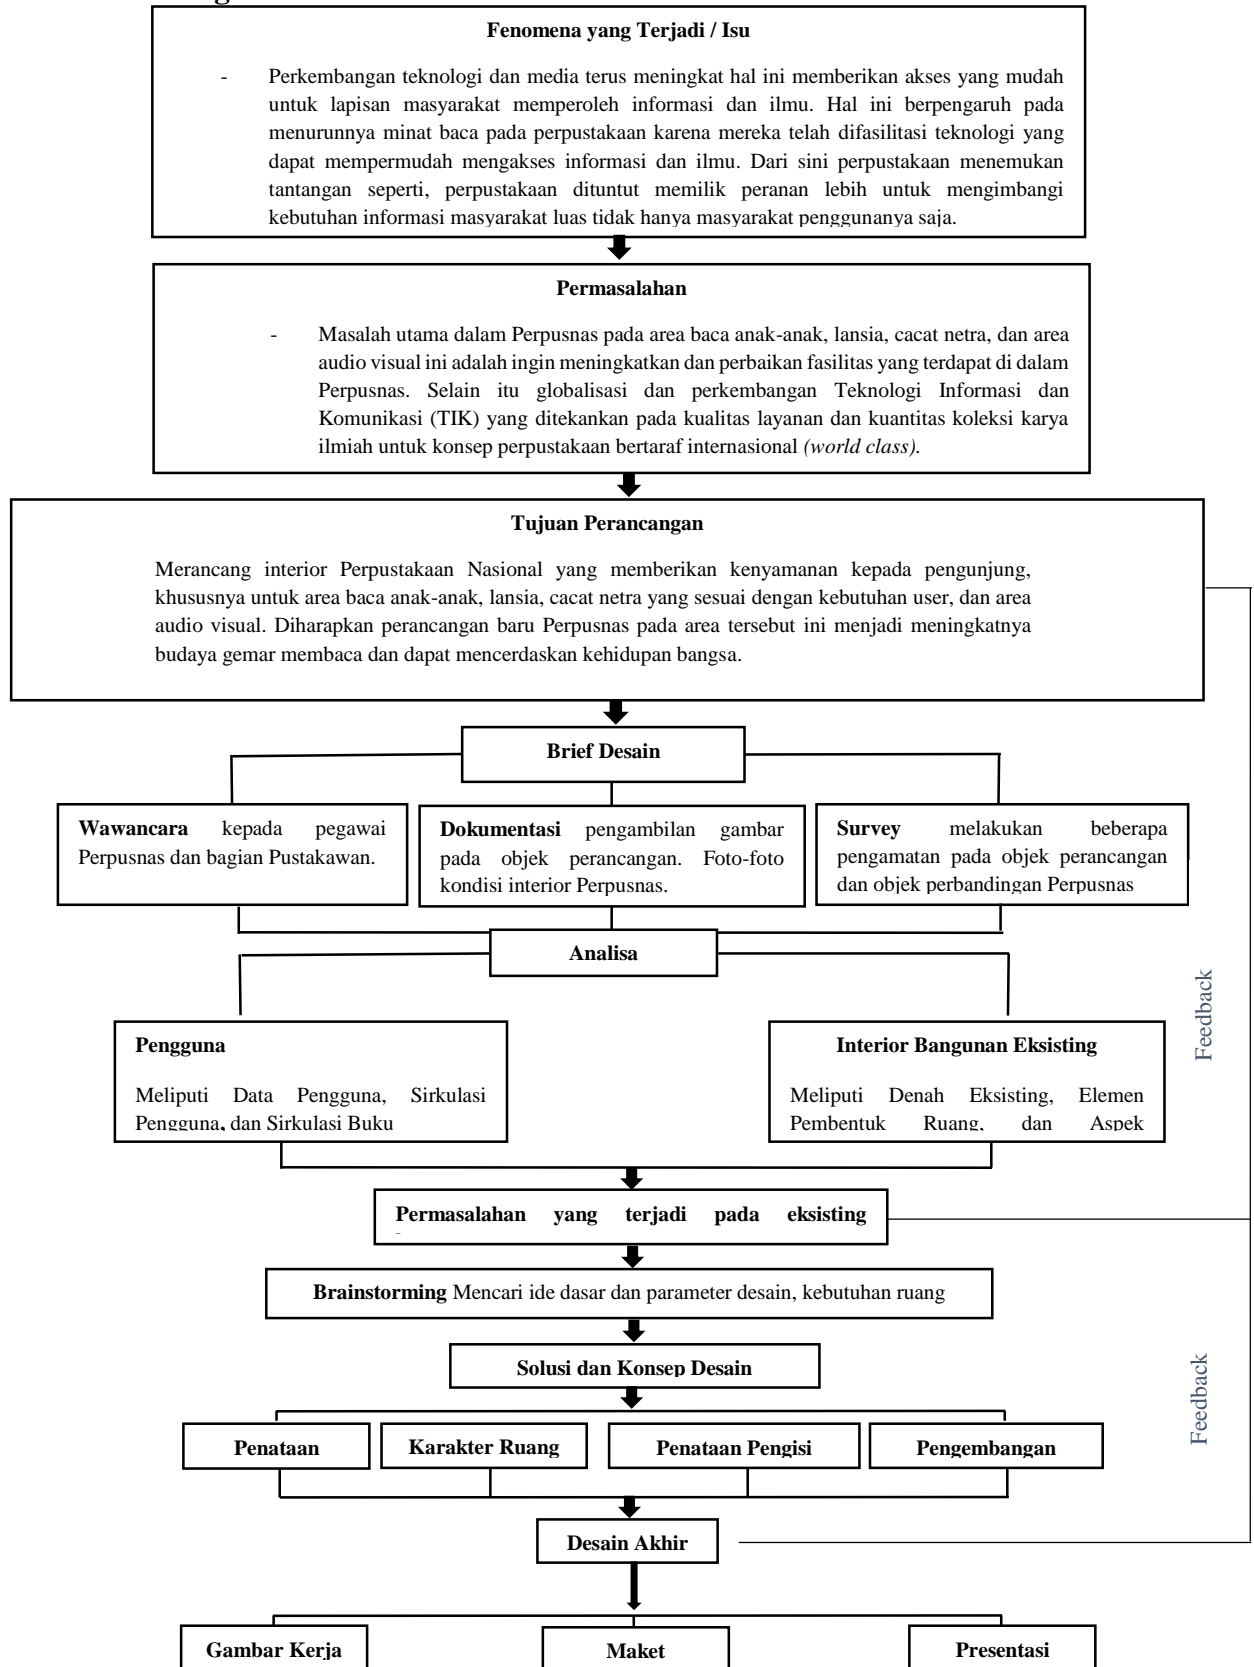 Fenomena yang Terjadi / Isu
- Perkembangan teknologi dan media terus meningkat hal ini memberikan akses yang mudah
untuk lapisan masyarakat memperoleh informasi dan ilmu. Hal ini berpengaruh pada
menurunnya minat baca pada perpustakaan karena mereka telah difasilitasi teknologi yang
dapat mempermudah mengakses informasi dan ilmu. Dari sini perpustakaan menemukan
tantangan seperti, perpustakaan dituntut memilik peranan lebih untuk mengimbangi
kebutuhan informasi masyarakat luas tidak hanya masyarakat penggunanya saja.
Permasalahan
- Masalah utama dalam Perpusnas pada area baca anak-anak, lansia, cacat netra, dan area
audio visual ini adalah ingin meningkatkan dan perbaikan fasilitas yang terdapat di dalam
Perpusnas. Selain itu globalisasi dan perkembangan Teknologi Informasi dan
Komunikasi (TIK) yang ditekankan pada kualitas layanan dan kuantitas koleksi karya
ilmiah untuk konsep perpustakaan bertaraf internasional (world class).
Tujuan Perancangan
Merancang interior Perpustakaan Nasional yang memberikan kenyamanan kepada pengunjung,
khususnya untuk area baca anak-anak, lansia, cacat netra yang sesuai dengan kebutuhan user, dan area
audio visual. Diharapkan perancangan baru Perpusnas pada area tersebut ini menjadi meningkatnya
budaya gemar membaca dan dapat mencerdaskan kehidupan bangsa.
Brief Desain
Wawancara kepada pegawai
Perpusnas dan bagian Pustakawan.
Dokumentasi pengambilan gambar
pada objek perancangan. Foto-foto
kondisi interior Perpusnas.
Survey melakukan beberapa
pengamatan pada objek perancangan
dan objek perbandingan Perpusnas
Analisa
Pengguna
Meliputi Data Pengguna, Sirkulasi
Pengguna, dan Sirkulasi Buku
Interior Bangunan Eksisting
Meliputi Denah Eksisting, Elemen
Pembentuk Ruang, dan Aspek
Feedback
Permasalahan yang terjadi pada eksisting
Brainstorming Mencari ide dasar dan parameter desain, kebutuhan ruang
Solusi dan Konsep Desain
Feedback
Penataan
Karakter Ruang
Penataan Pengisi
Pengembangan
Desain Akhir
Gambar Kerja
Maket
Presentasi